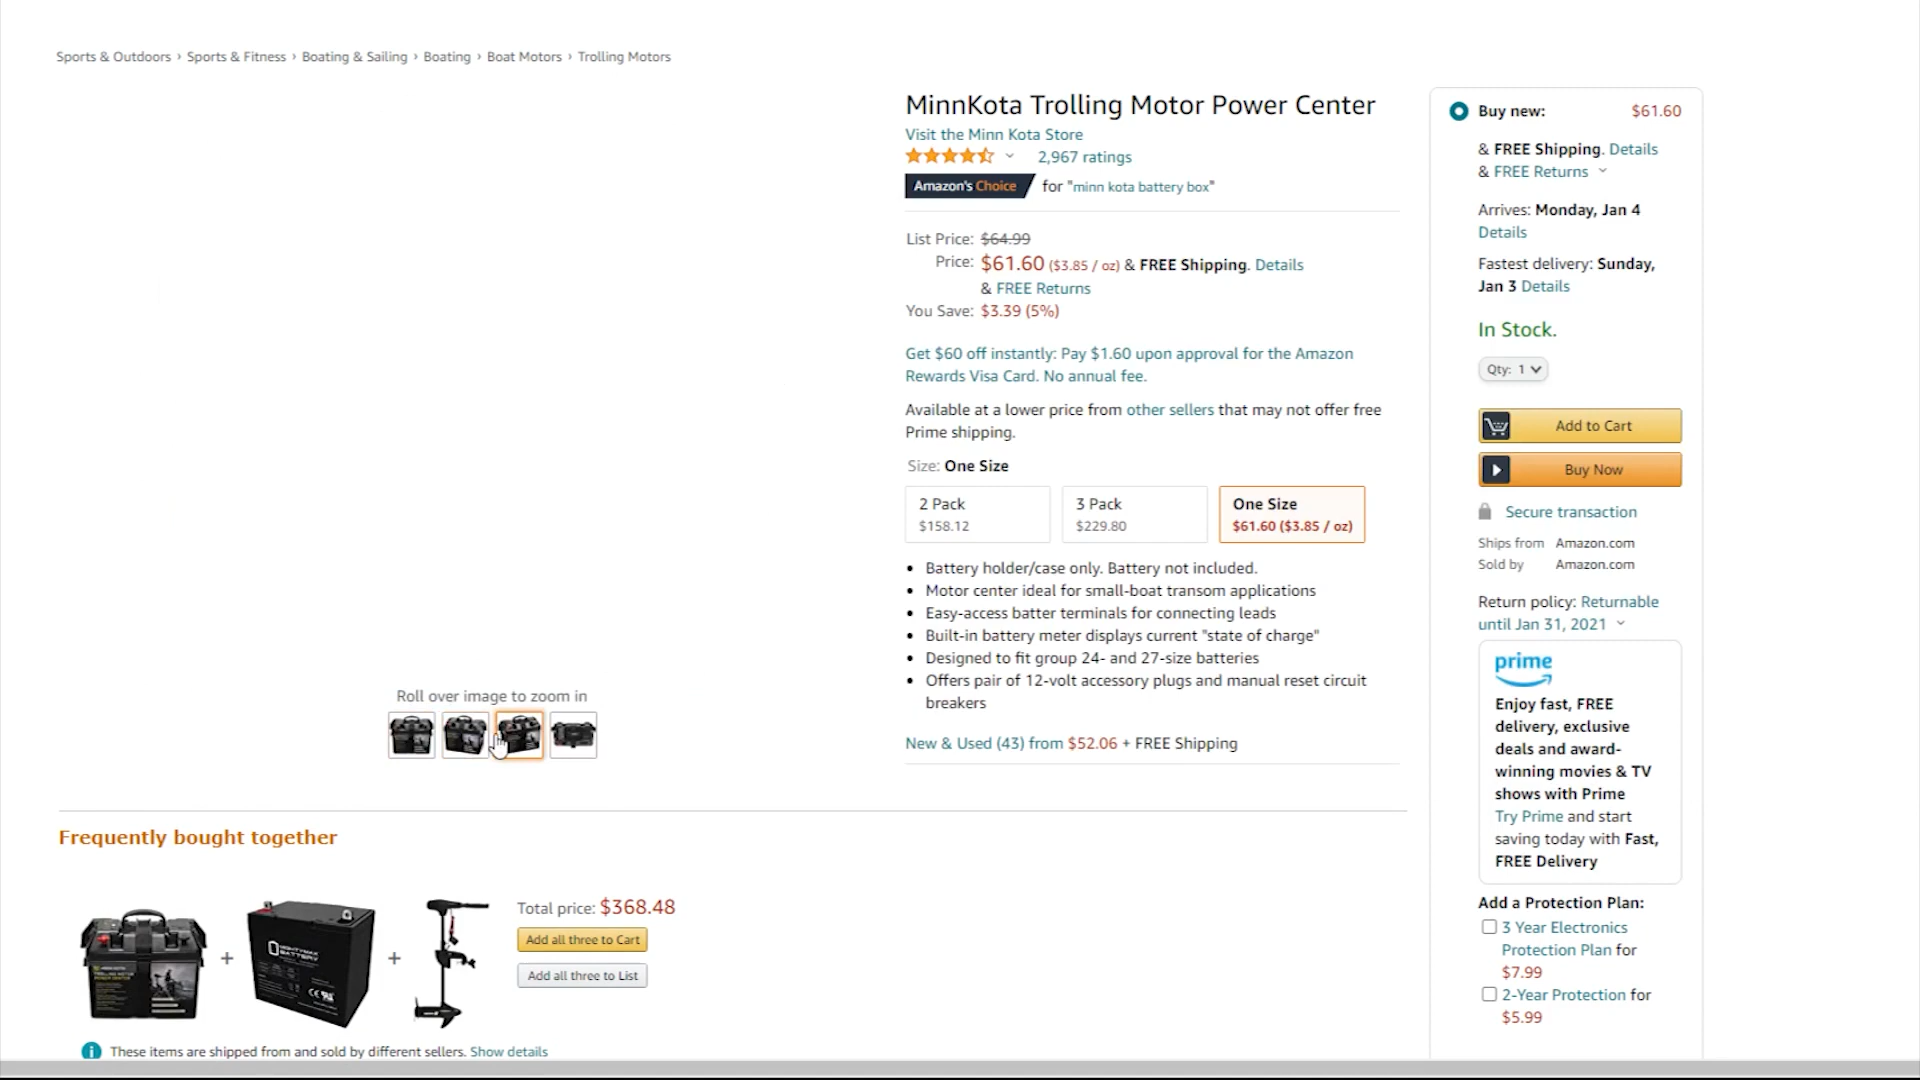 Sports & Outdoors › Sports & Fitness › Boating & Sailing › Boating › Boat Motors › Trolling Motors
MinnKota Trolling Motor Power Center
Visit the Minn Kota Store
2,967 ratings
Amazon's Choice for "minn kota battery box"
List Price: $64.99
Price: $61.60 ($3.85 / oz) & FREE Shipping. Details
& FREE Returns
You Save: $3.39 (5%)
Get $60 off instantly: Pay $1.60 upon approval for the Amazon
Rewards Visa Card. No annual fee.
Available at a lower price from other sellers that may not offer free
Prime shipping.
Size: One Size
2 Pack
$158.12
3 Pack
$229.80
One Size
$61.60 ($3.85 / oz)
• Battery holder/case only. Battery not included.
• Motor center ideal for small-boat transom applications
• Easy-access batter terminals for connecting leads
• Built-in battery meter displays current "state of charge"
• Designed to fit group 24- and 27-size batteries
• Offers pair of 12-volt accessory plugs and manual reset circuit
breakers
New & Used (43) from $52.06 + FREE Shipping
Roll over image to zoom in
Buy new: $61.60
& FREE Shipping. Details
& FREE Returns
Arrives: Monday, Jan 4
Details
Fastest delivery: Sunday,
Jan 3 Details
In Stock.
Qty: 1
Add to Cart
Buy Now
Secure transaction
Ships from Amazon.com
Sold by Amazon.com
Return policy: Returnable
until Jan 31, 2021
prime
Enjoy fast, FREE
delivery, exclusive
deals and award-
winning movies & TV
shows with Prime
Try Prime and start
saving today with Fast,
FREE Delivery
Add a Protection Plan:
3 Year Electronics
Protection Plan for
$7.99
2-Year Protection for
$5.99
Frequently bought together
MIGHTY MAX
BATTERY
+
+
Total price: $368.48
Add all three to Cart
Add all three to List
These items are shipped from and sold by different sellers. Show details